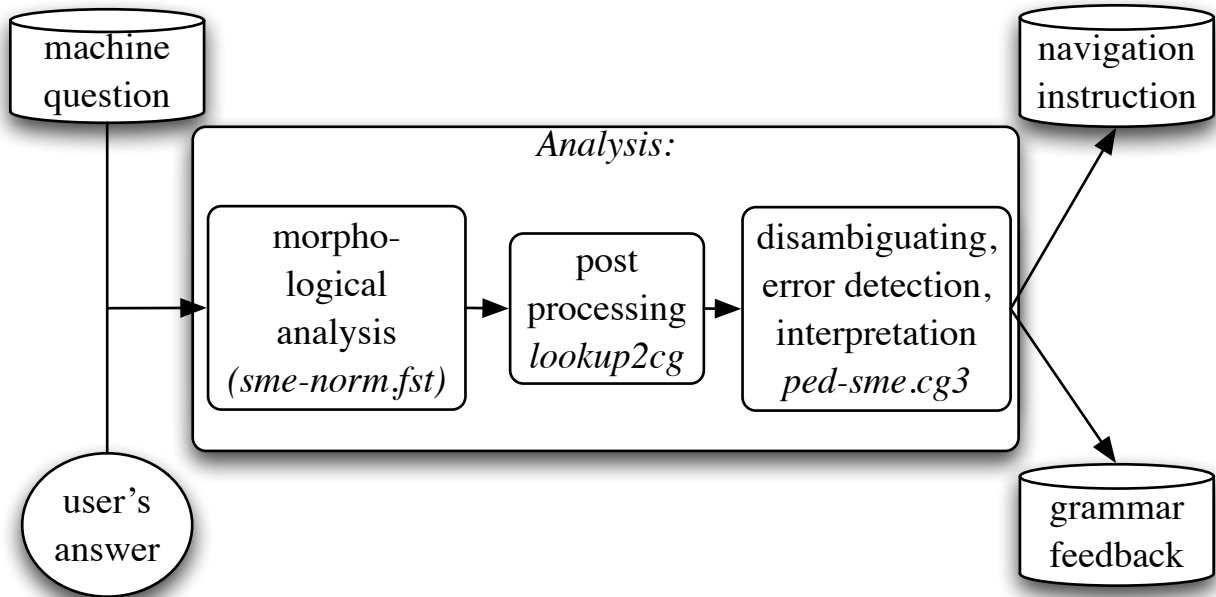 machine
question
navigation
instruction
Analysis:
morpho-
logical
analysis
(sme-norm.fst)
post
processing
lookup2cg
disambiguating,
error detection,
interpretation
ped-sme.cg3
user’s
answer
grammar
feedback